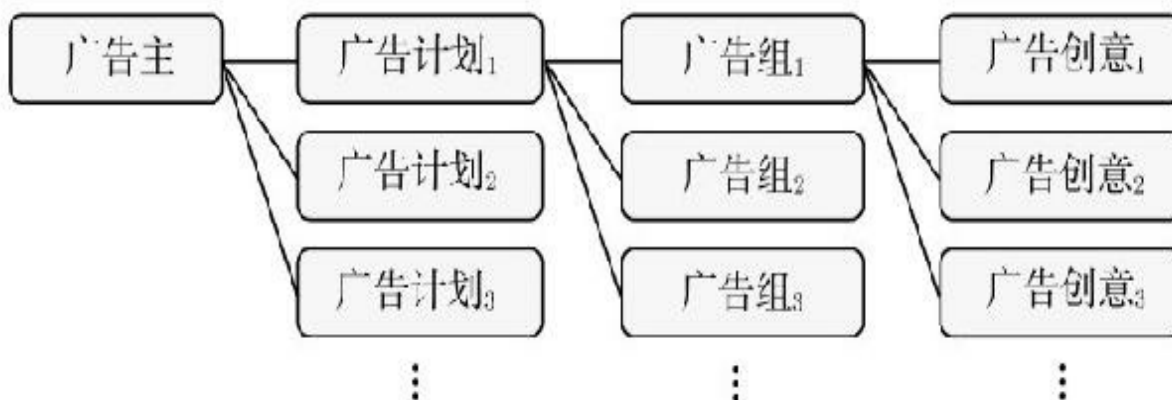 广告主 广告计划₁ 广告组₁ 广告创意₁
广告计划₂ 广告组₂ 广告创意₂
广告计划₃ 广告组₃ 广告创意₃
⋮ ⋮ ⋮